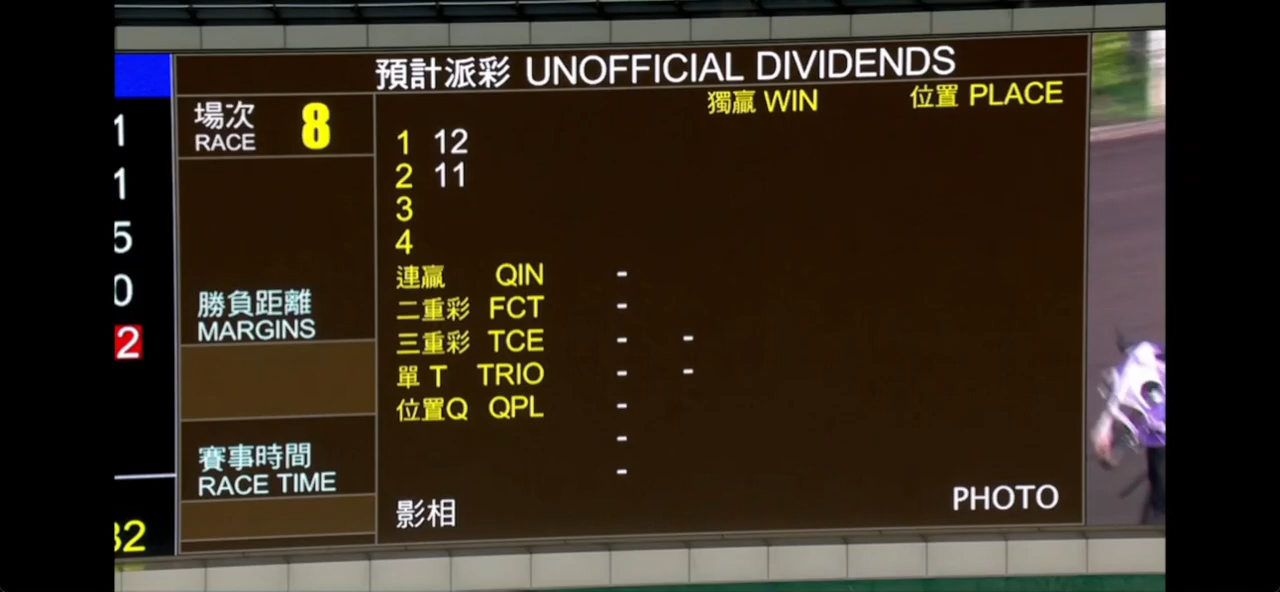 預計派彩 UNOFFICIAL DIVIDENDS
場次 8
RACE
獨贏 WIN 位置 PLACE
1 12
2 11
3
4
連贏 QIN -
二重彩 FCT -
三重彩 TCE - -
單T TRIO - -
位置Q QPL -
-
-
勝負距離
MARGINS
賽事時間
RACE TIME
影相 PHOTO
1
1
5
0
2